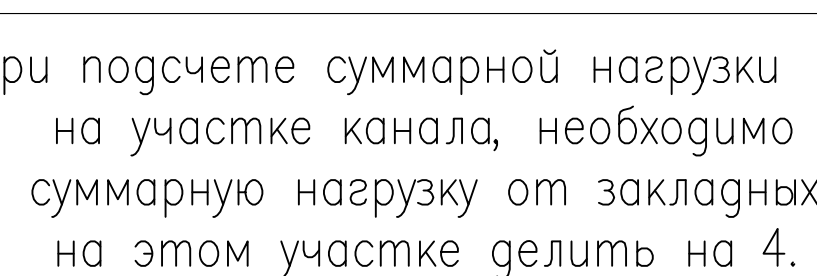 ри подсчете суммарной нагрузки
на участке канала, необходимо
суммарную нагрузку от закладных
на этом участке делить на 4.